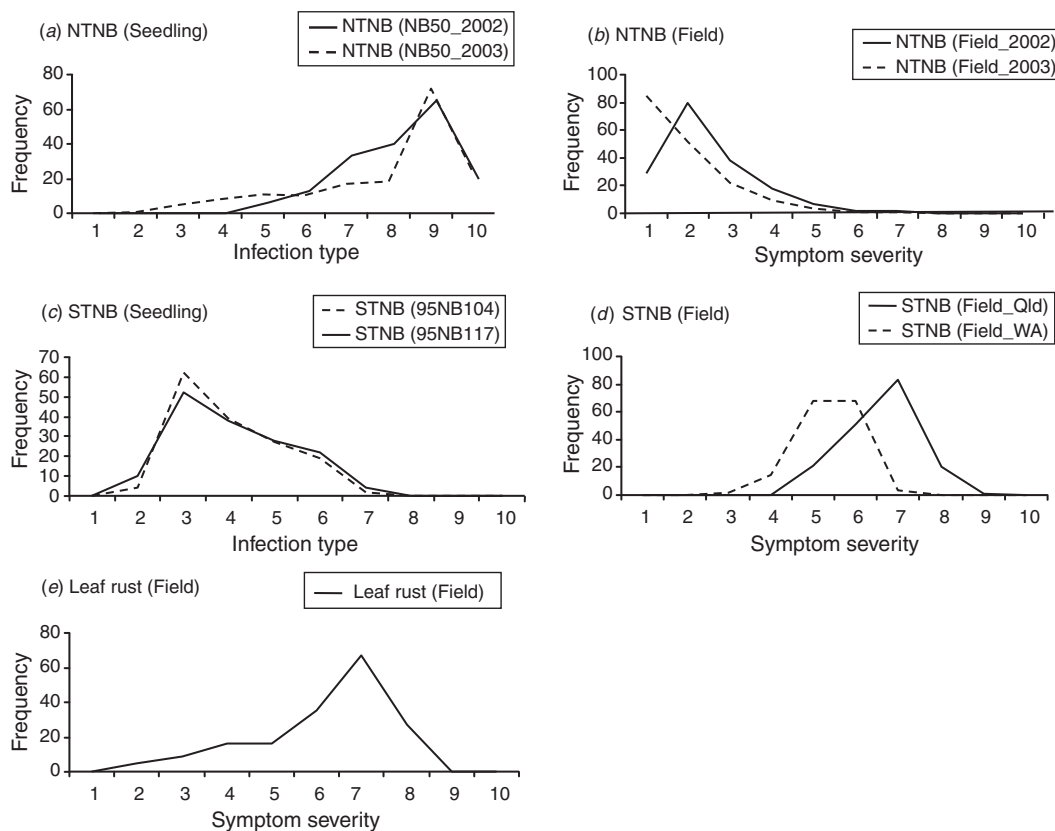 (a) NTNB (Seedling)
NTNB (NB50_2002)
NTNB (NB50_2003)
80
60
40
20
0
Frequency
1 2 3 4 5 6 7 8 9 10
Infection type
(b) NTNB (Field)
NTNB (Field_2002)
NTNB (Field_2003)
100
80
60
40
20
0
Frequency
1 2 3 4 5 6 7 8 9 10
Symptom severity
(c) STNB (Seedling)
STNB (95NB104)
STNB (95NB117)
70
60
50
40
30
20
10
0
Frequency
1 2 3 4 5 6 7 8 9 10
Infection type
(d) STNB (Field)
STNB (Field_Qld)
STNB (Field_WA)
100
80
60
40
20
0
Frequency
1 2 3 4 5 6 7 8 9 10
Symptom severity
(e) Leaf rust (Field)
Leaf rust (Field)
80
60
40
20
0
Frequency
1 2 3 4 5 6 7 8 9 10
Symptom severity